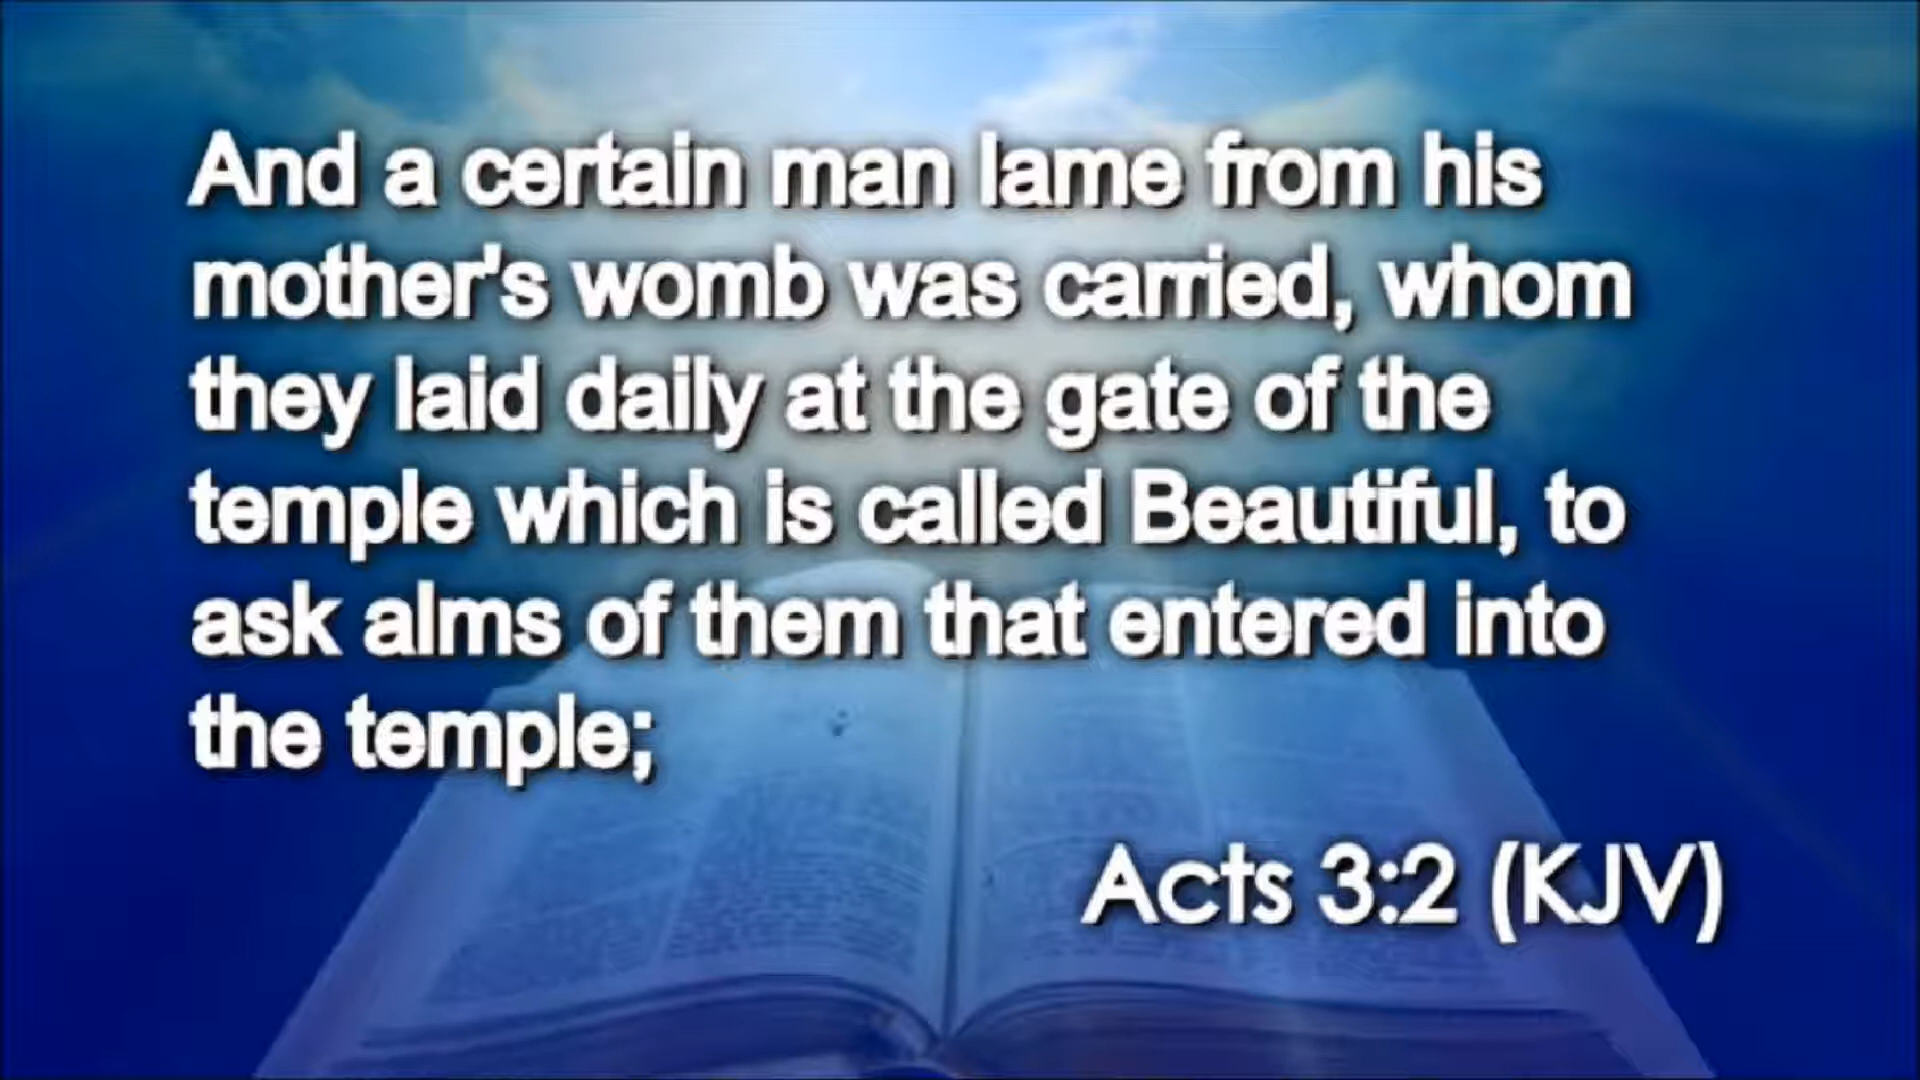 And a certain man lame from his
mother's womb was carried, whom
they laid daily at the gate of the
temple which is called Beautiful, to
ask alms of them that entered into
the temple;
Acts 3:2 (KJV)